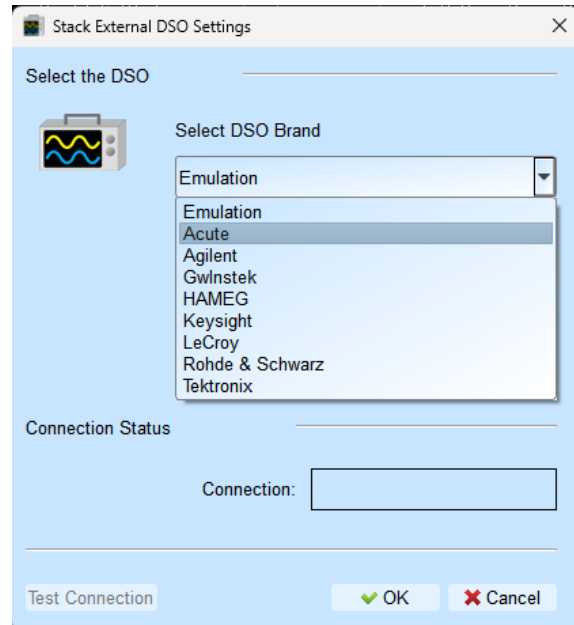 Stack External DSO Settings
Select the DSO
Select DSO Brand
Emulation
Emulation
Acute
Agilent
GwInstek
HAMEG
Keysight
LeCroy
Rohde & Schwarz
Tektronix
Connection Status
Connection:
Test Connection
OK
Cancel